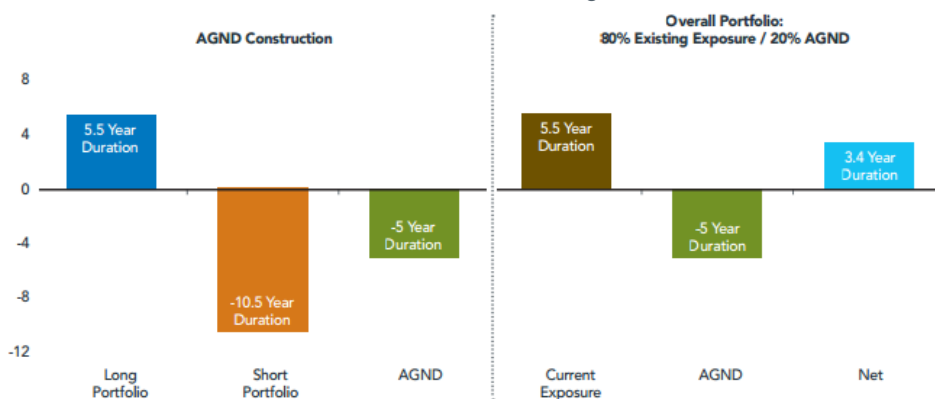 AGND Construction
Overall Portfolio:
80% Existing Exposure / 20% AGND
8
4
0
-4
-8
-12
5.5 Year
Duration
-10.5 Year
Duration
-5 Year
Duration
Long
Portfolio
Short
Portfolio
AGND
5.5 Year
Duration
-5 Year
Duration
3.4 Year
Duration
Current
Exposure
AGND
Net